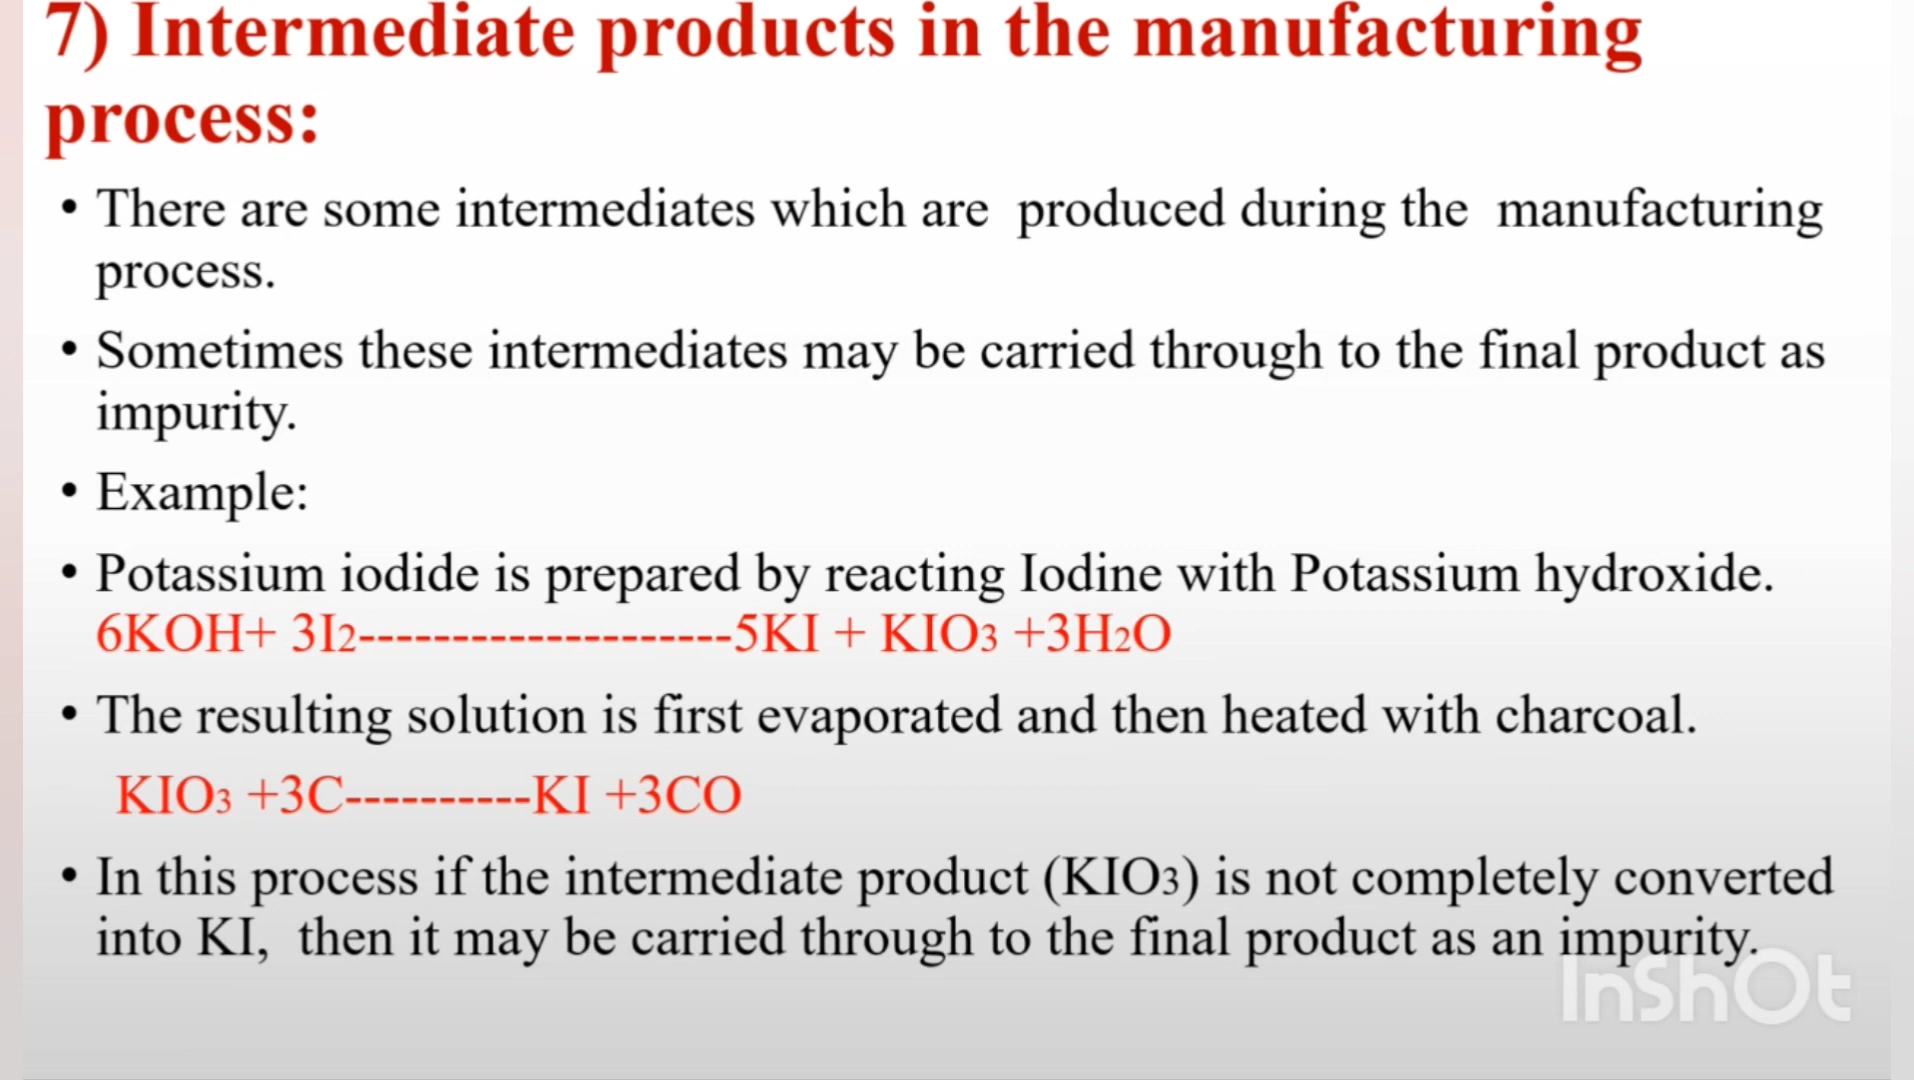 7) Intermediate products in the manufacturing
process:
• There are some intermediates which are produced during the manufacturing
process.
• Sometimes these intermediates may be carried through to the final product as
impurity.
• Example:
• Potassium iodide is prepared by reacting Iodine with Potassium hydroxide.
6KOH+ 3I2--------------------5KI + KIO3 +3H2O
• The resulting solution is first evaporated and then heated with charcoal.
KIO3 +3C----------KI +3CO
• In this process if the intermediate product (KIO3) is not completely converted
into KI, then it may be carried through to the final product as an impurity.
InShOt